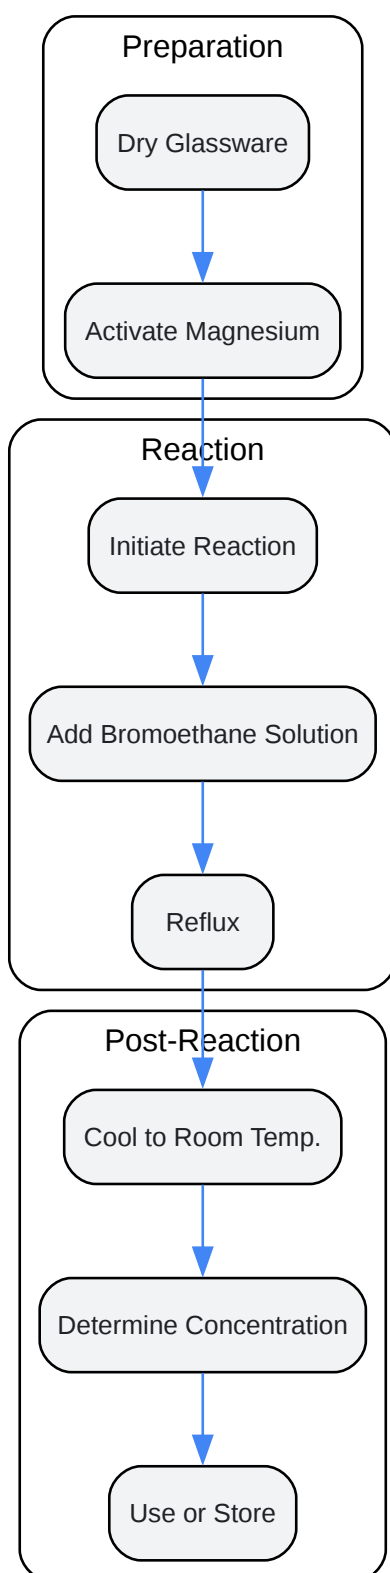 Preparation
Dry Glassware
Activate Magnesium
Reaction
Initiate Reaction
Add Bromoethane Solution
Reflux
Post-Reaction
Cool to Room Temp.
Determine Concentration
Use or Store